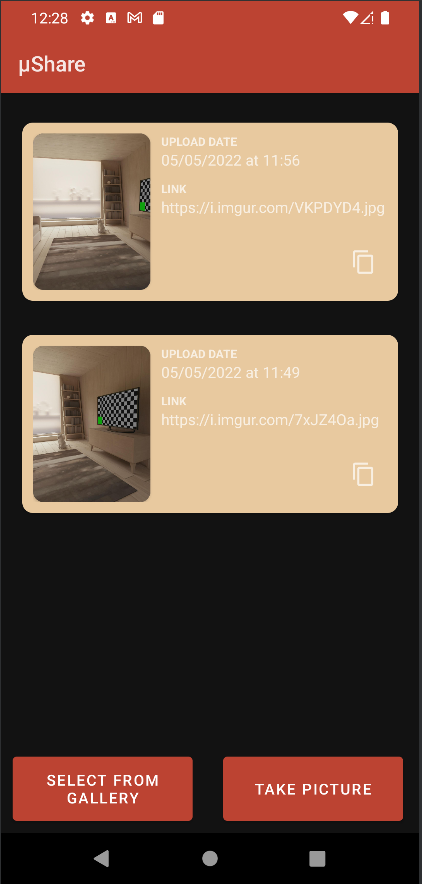 12:28
μShare
UPLOAD DATE
05/05/2022 at 11:56
LINK
https://i.imgur.com/VKPDYD4.jpg
UPLOAD DATE
05/05/2022 at 11:49
LINK
https://i.imgur.com/7xJZ4Oa.jpg
SELECT FROM
GALLERY
TAKE PICTURE